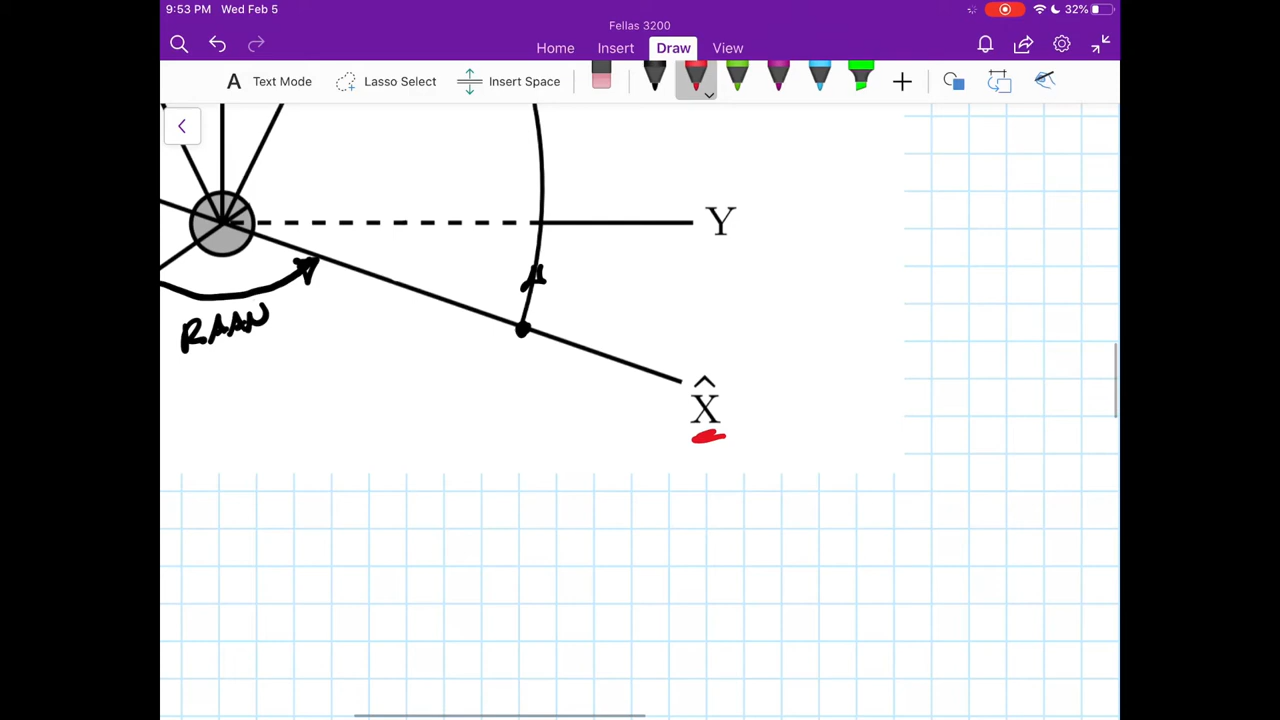 9:53 PM Wed Feb 5
32%
Fellas 3200
Home Insert Draw View
A Text Mode Lasso Select Insert Space
Y
RAAN
X̂